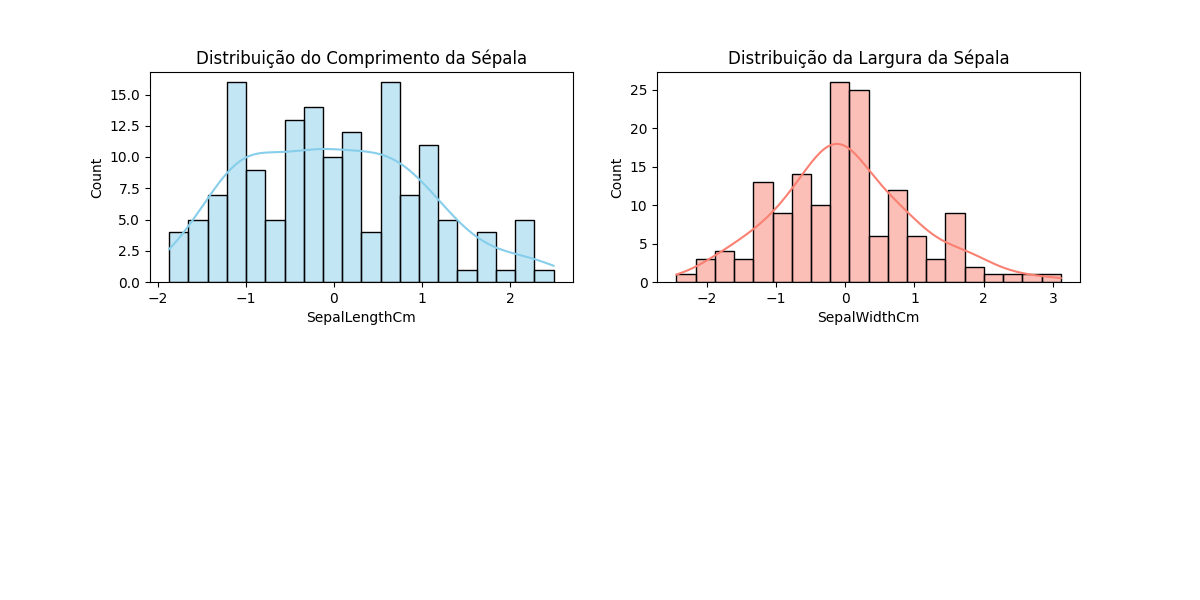 Distribuição do Comprimento da Sépala
15.0
12.5
10.0
7.5
5.0
2.5
0.0
Count
−2 −1 0 1 2
SepalLengthCm
Distribuição da Largura da Sépala
25
20
15
10
5
0
Count
−2 −1 0 1 2 3
SepalWidthCm